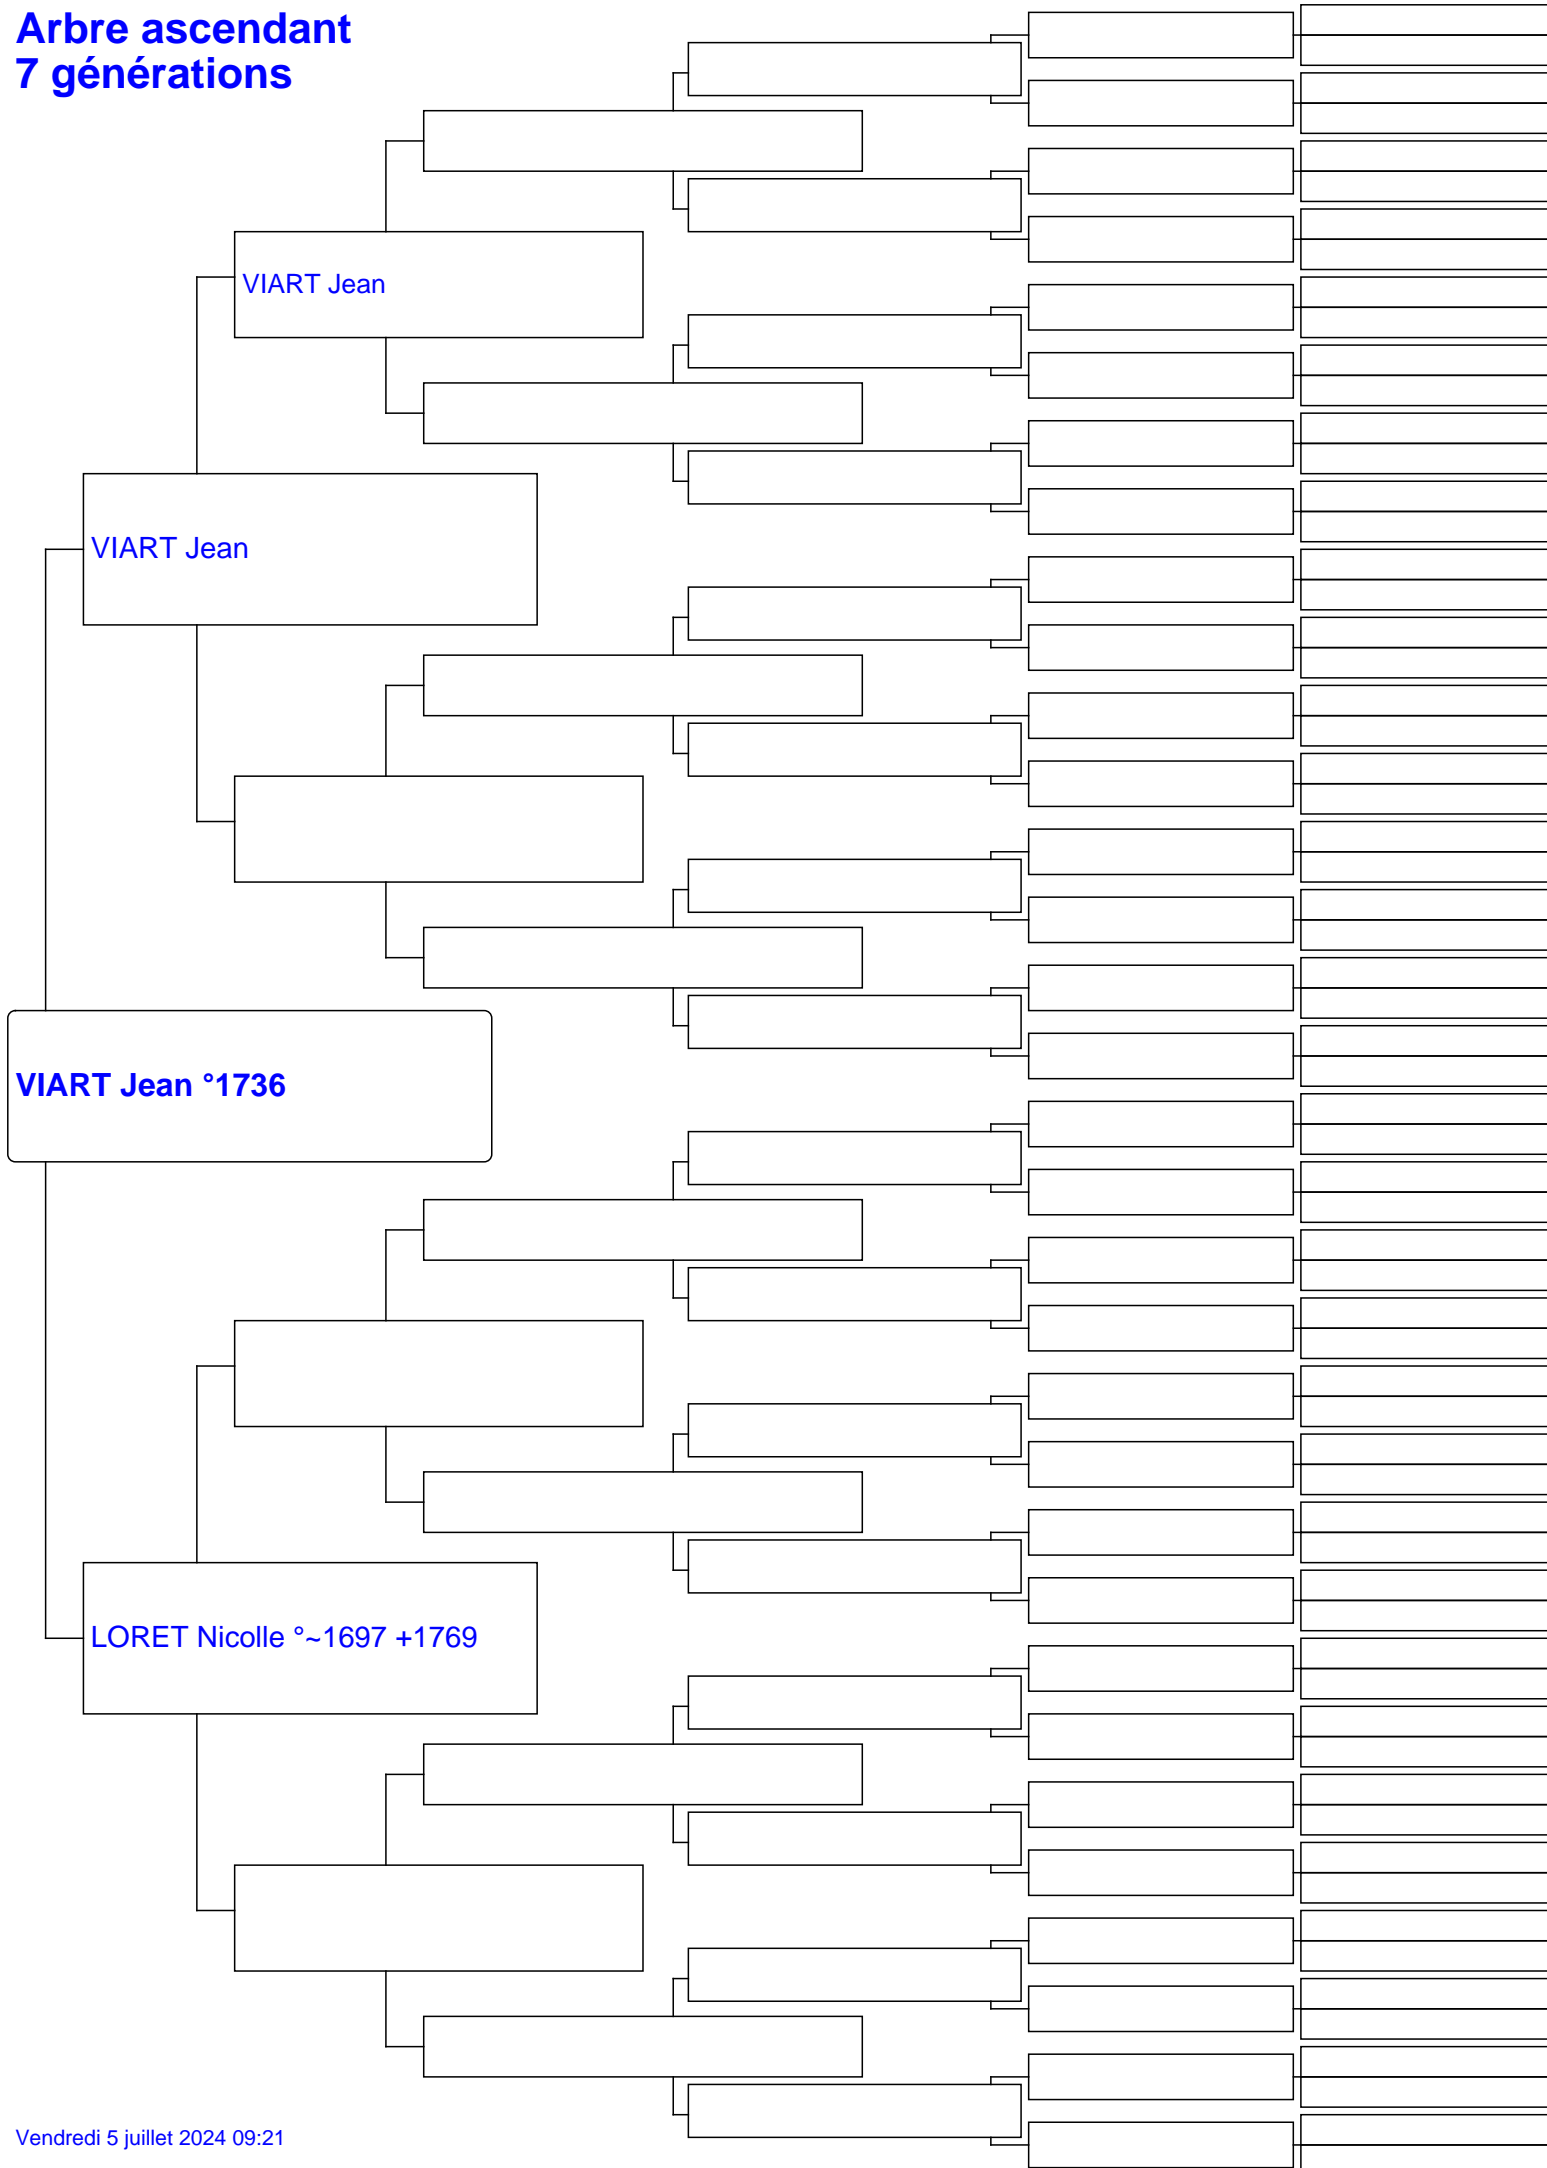 Arbre ascendant
7 générations
VIART Jean
VIART Jean
VIART Jean °1736
LORET Nicolle °~1697 +1769
Vendredi 5 juillet 2024 09:21